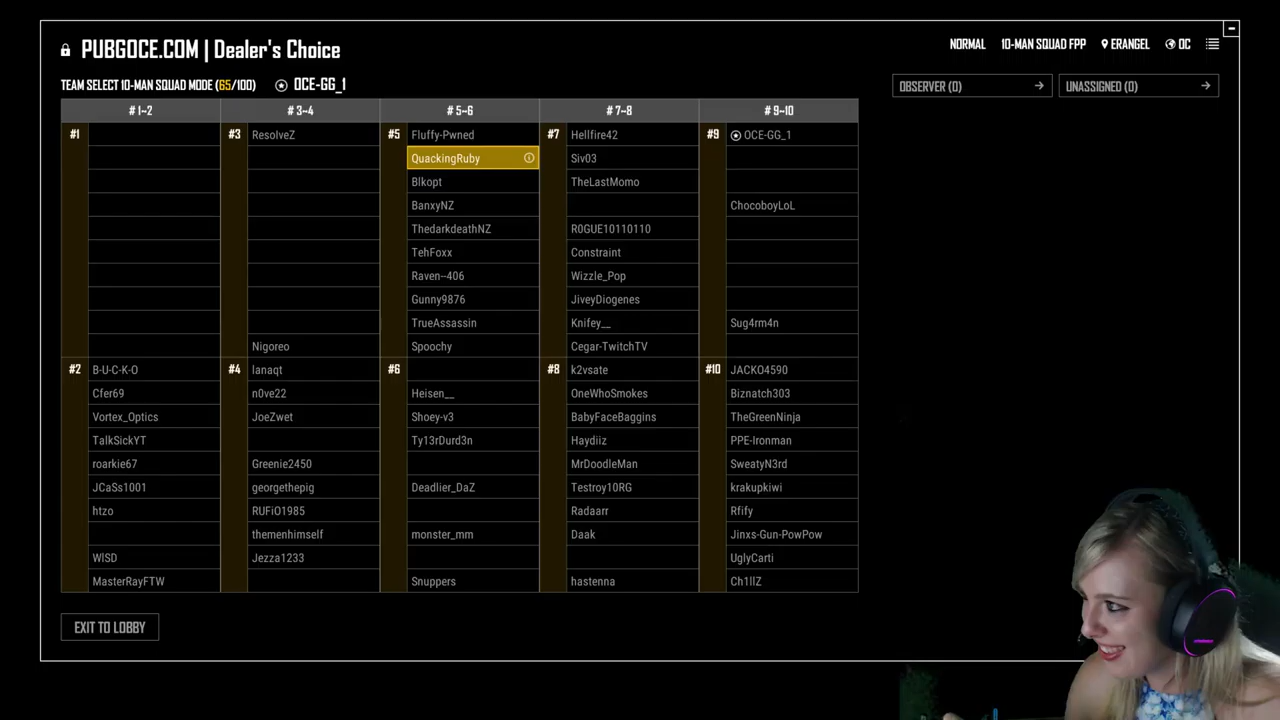 PUBGOCE.COM | Dealer's Choice
NORMAL 10-MAN SQUAD FPP ERANGEL OC
TEAM SELECT 10-MAN SQUAD MODE (65/100) OCE-GG_1
OBSERVER (0) UNASSIGNED (0)
# 1~2 # 3~4 # 5~6 # 7~8 # 9~10
#1 #3 ResolveZ #5 Fluffy-Pwned #7 Hellfire42 #9 OCE-GG_1
QuackingRuby Siv03
Blkopt TheLastMomo
BanxyNZ ChocoboyLoL
ThedarkdeathNZ R0GUE10110110
TehFoxx Constraint
Raven--406 Wizzle_Pop
Gunny9876 JiveyDiogenes
TrueAssassin Knifey__ Sug4rm4n
Nigoreo Spoochy Cegar-TwitchTV
#2 B-U-C-K-O #4 lanaqt #6 #8 k2vsate #10 JACKO4590
Cfer69 n0ve22 Heisen__ OneWhoSmokes Biznatch303
Vortex_Optics JoeZwet Shoey-v3 BabyFaceBaggins TheGreenNinja
TalkSickYT Ty13rDurd3n Haydiiz PPE-Ironman
roarkie67 Greenie2450 MrDoodleMan SweatyN3rd
JCaSs1001 georgethepig Deadlier_DaZ Testroy10RG krakupkiwi
htzo RUFiO1985 Radaarr Rfify
themenhimself monster_mm Daak Jinxs-Gun-PowPow
WISD Jezza1233 UglyCarti
MasterRayFTW Snuppers hastenna Ch1llZ
EXIT TO LOBBY